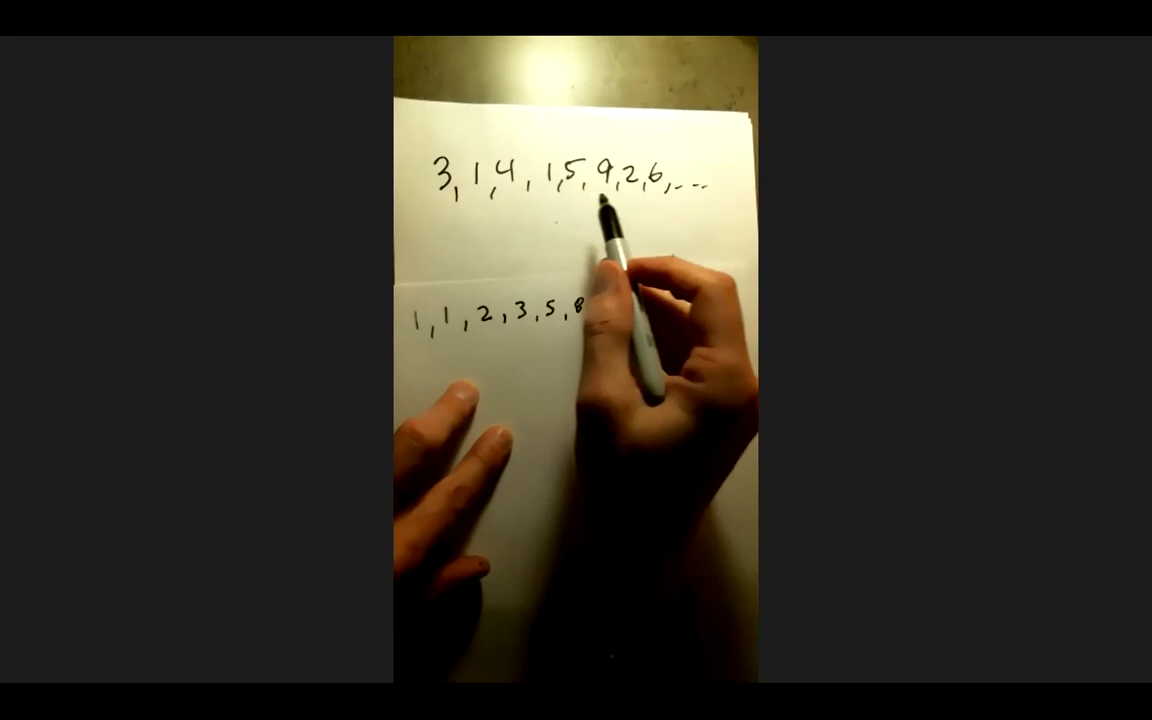 3, 1, 4, 1, 5, 9, 2, 6, ...
1, 1, 2, 3, 5, 8